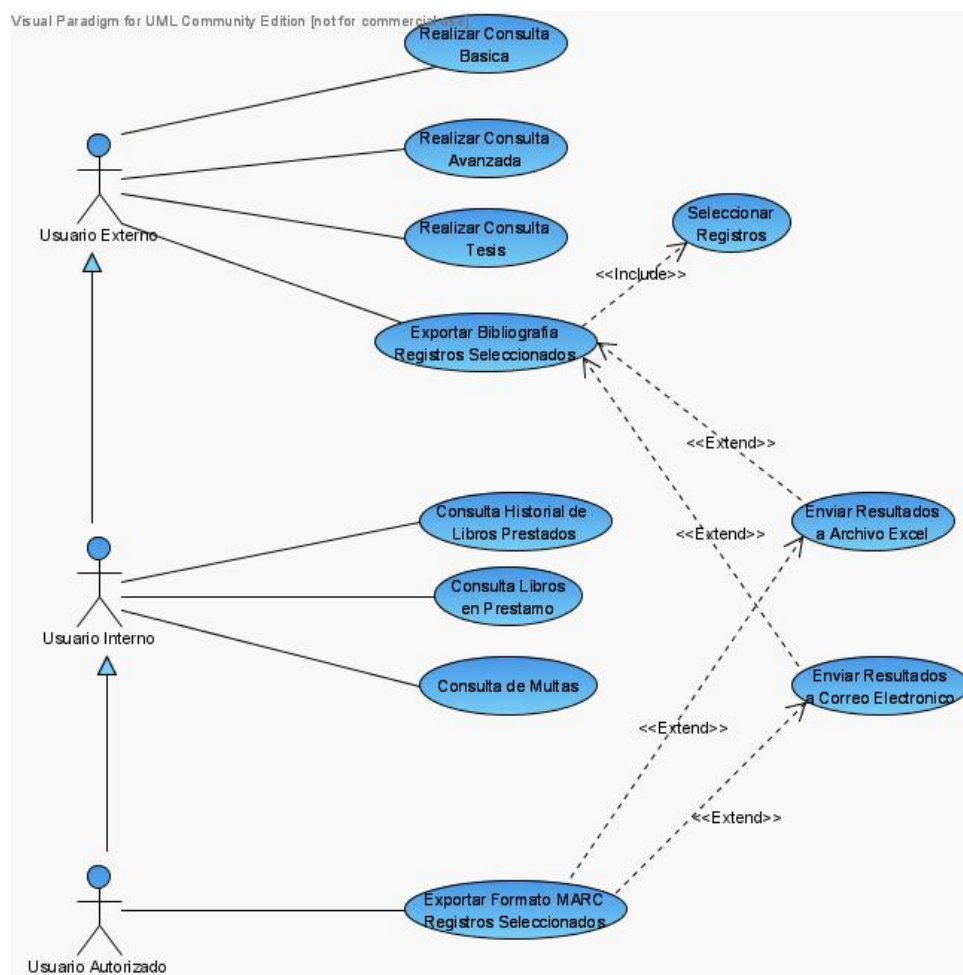 Visual Paradigm for UML Community Edition [not for commercial use]
Realizar Consulta
Basica
Realizar Consulta
Avanzada
Seleccionar
Registros
Usuario Externo
Realizar Consulta
Tesis
<<Include>>
Exportar Bibliografia
Registros Seleccionados
<<Extend>>
Consulta Historial de
Libros Prestados
Enviar Resultados
a Archivo Excel
<<Extend>>
Consulta Libros
en Prestamo
Usuario Interno
Consulta de Multas
Enviar Resultados
a Correo Electronico
<<Extend>>
<<Extend>>
Exportar Formato MARC
Registros Seleccionados
Usuario Autorizado